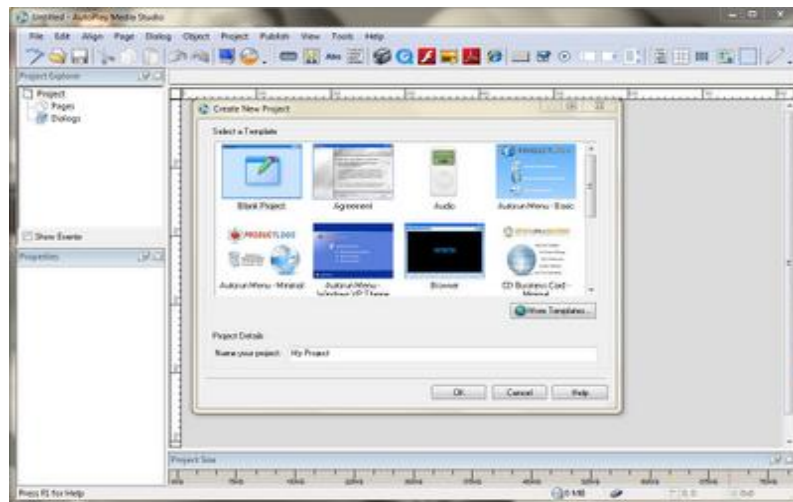 Untitled - AutoPlay Media Studio
File Edit Align Page Dialog Object Project Publish View Tools Help
Project Explorer
Project
Pages
Dialogs
Show Events
Properties
Create New Project
Select a Template
Blank Project
Agreement
Audio
Autorun Menu - Basic
PRODUCTLOGO
Autorun Menu - Minimal
Autorun Menu -
Windows XP Theme
Browser
CD Business Card -
Minimal
More Templates...
Project Details
Name your project: My Project
OK Cancel Help
Project Size
Press F1 for Help
0 MB